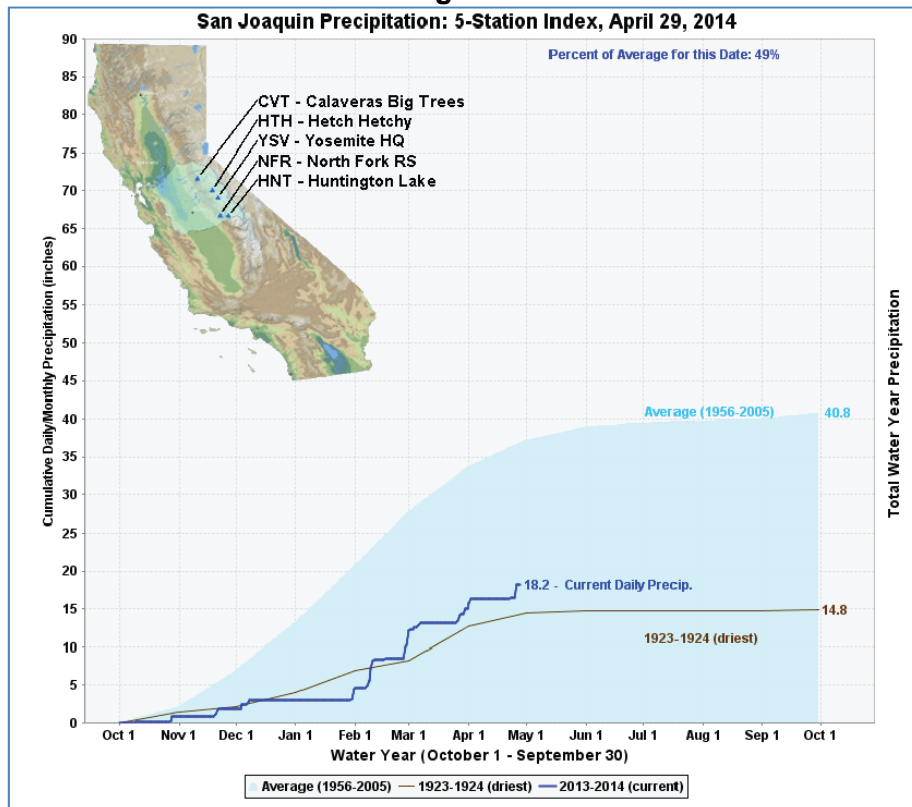 San Joaquin Precipitation: 5-Station Index, April 29, 2014
Percent of Average for this Date: 49%
CVT - Calaveras Big Trees
HTH - Hetch Hetchy
YSV - Yosemite HQ
NFR - North Fork RS
HNT - Huntington Lake
Cumulative Daily/Monthly Precipitation (inches)
90
85
80
75
70
65
60
55
50
45
40
35
30
25
20
15
10
5
0
Average (1956-2005)
40.8
18.2 - Current Daily Precip.
14.8
1923-1924 (driest)
Total Water Year Precipitation
Oct 1 Nov 1 Dec 1 Jan 1 Feb 1 Mar 1 Apr 1 May 1 Jun 1 Jul 1 Aug 1 Sep 1 Oct 1
Water Year (October 1 - September 30)
Average (1956-2005) 1923-1924 (driest) 2013-2014 (current)